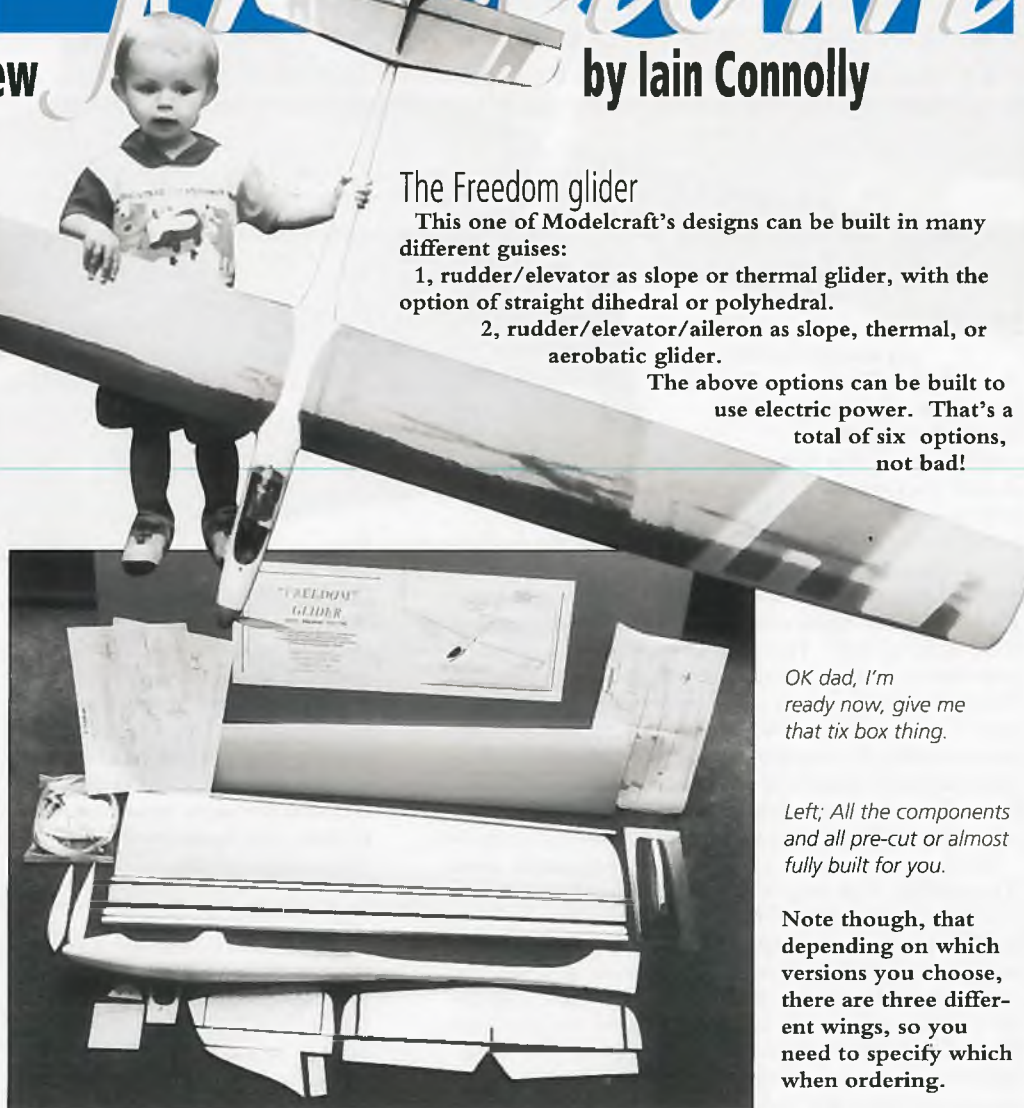 ew
by Iain Connolly
The Freedom glider
This one of Modelcraft's designs can be built in many
different guises:
1, rudder/elevator as slope or thermal glider, with the
option of straight dihedral or polyhedral.
2, rudder/elevator/aileron as slope, thermal, or
aerobatic glider.
The above options can be built to
use electric power. That's a
total of six options,
not bad!
"FREEDOM"
GLIDER
OK dad, I'm
ready now, give me
that tix box thing.
Left; All the components
and all pre-cut or almost
fully built for you.
Note though, that
depending on which
versions you choose,
there are three differ-
ent wings, so you
need to specify which
when ordering.